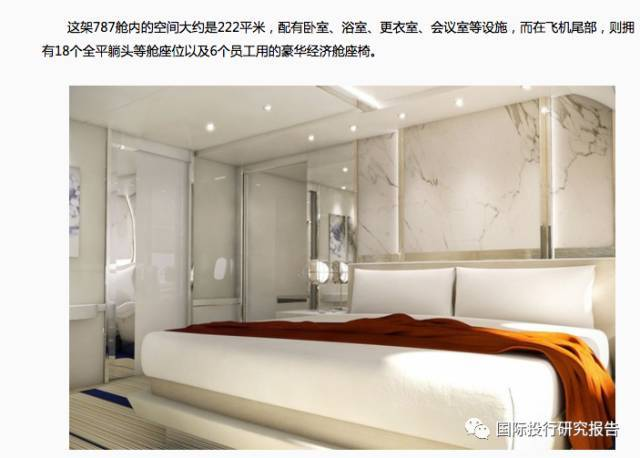 这架787舱内的空间大约是222平米，配有卧室、浴室、更衣室、会议室等设施，而在飞机尾部，则拥
有18个全平躺头等舱座位以及6个员工用的豪华经济舱座椅。
国际投行研究报告